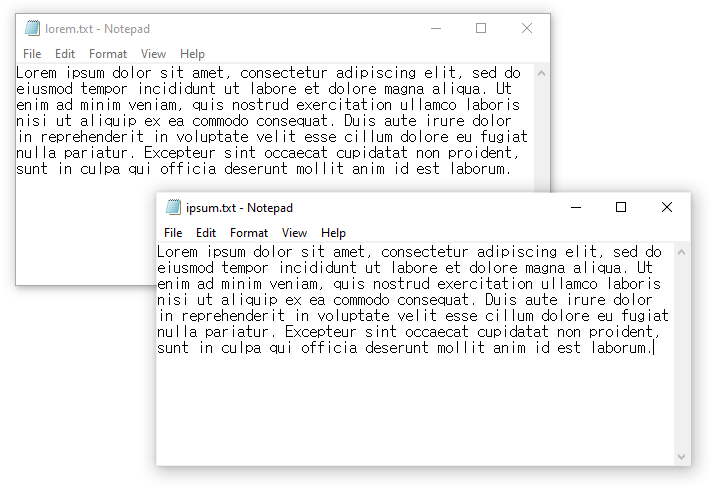 lorem.txt - Notepad
File Edit Format View Help
Lorem ipsum dolor sit amet, consectetur adipiscing elit, sed do
eiusmod tempor incididunt ut labore et dolore magna aliqua. Ut
enim ad minim veniam, quis nostrud exercitation ullamco laboris
nisi ut aliquip ex ea commodo consequat. Duis aute irure dolor
in reprehenderit in voluptate velit esse cillum dolore eu fugiat
nulla pariatur. Excepteur sint occaecat cupidatat non proident,
sunt in culpa qui officia deserunt mollit anim id est laborum.
ipsum.txt - Notepad
File Edit Format View Help
Lorem ipsum dolor sit amet, consectetur adipiscing elit, sed do
eiusmod tempor incididunt ut labore et dolore magna aliqua. Ut
enim ad minim veniam, quis nostrud exercitation ullamco laboris
nisi ut aliquip ex ea commodo consequat. Duis aute irure dolor
in reprehenderit in voluptate velit esse cillum dolore eu fugiat
nulla pariatur. Excepteur sint occaecat cupidatat non proident,
sunt in culpa qui officia deserunt mollit anim id est laborum.